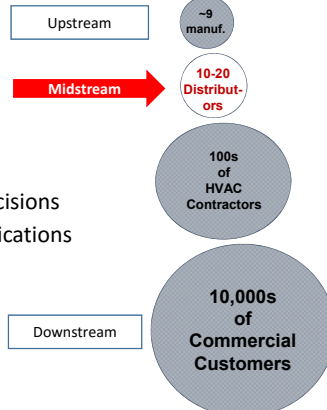 Upstream
~9
manuf.
Midstream
10-20
Distribut-
ors
100s
of
HVAC
Contractors
cisions
ications
Downstream
10,000s
of
Commercial
Customers